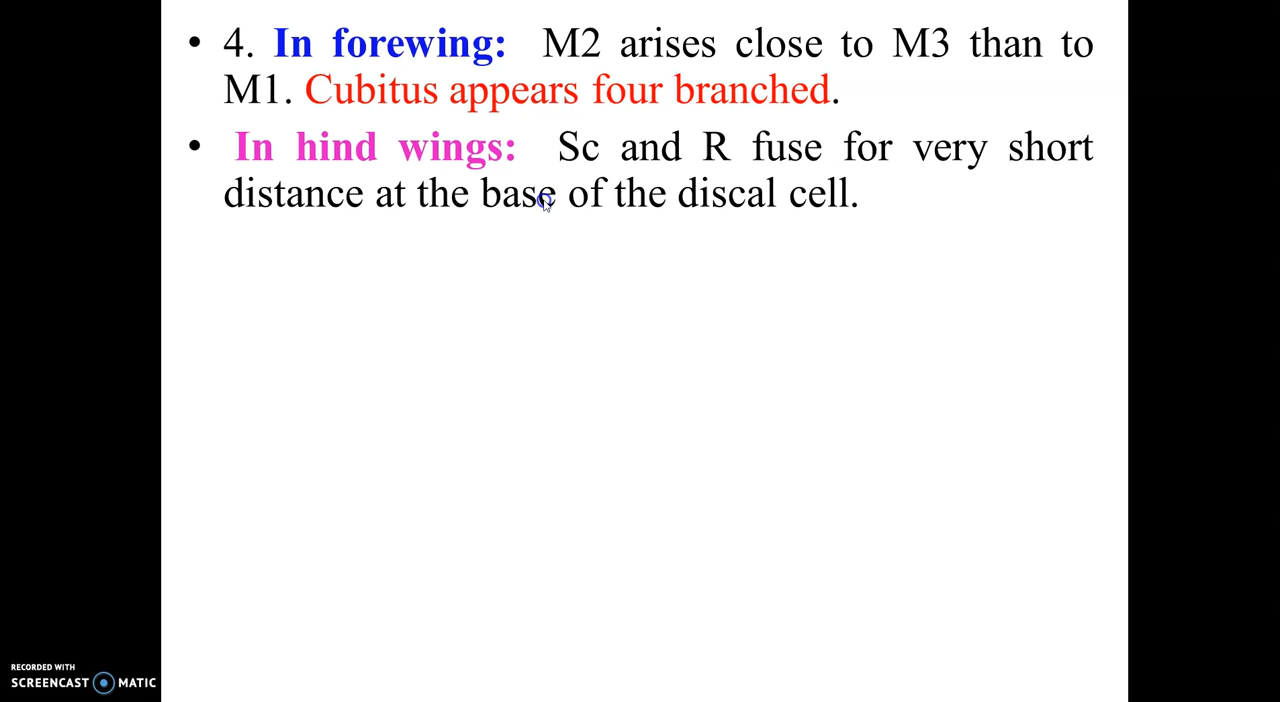 • 4. In forewing: M2 arises close to M3 than to
M1. Cubitus appears four branched.
• In hind wings: Sc and R fuse for very short
distance at the base of the discal cell.
RECORDED WITH
SCREENCAST MATIC